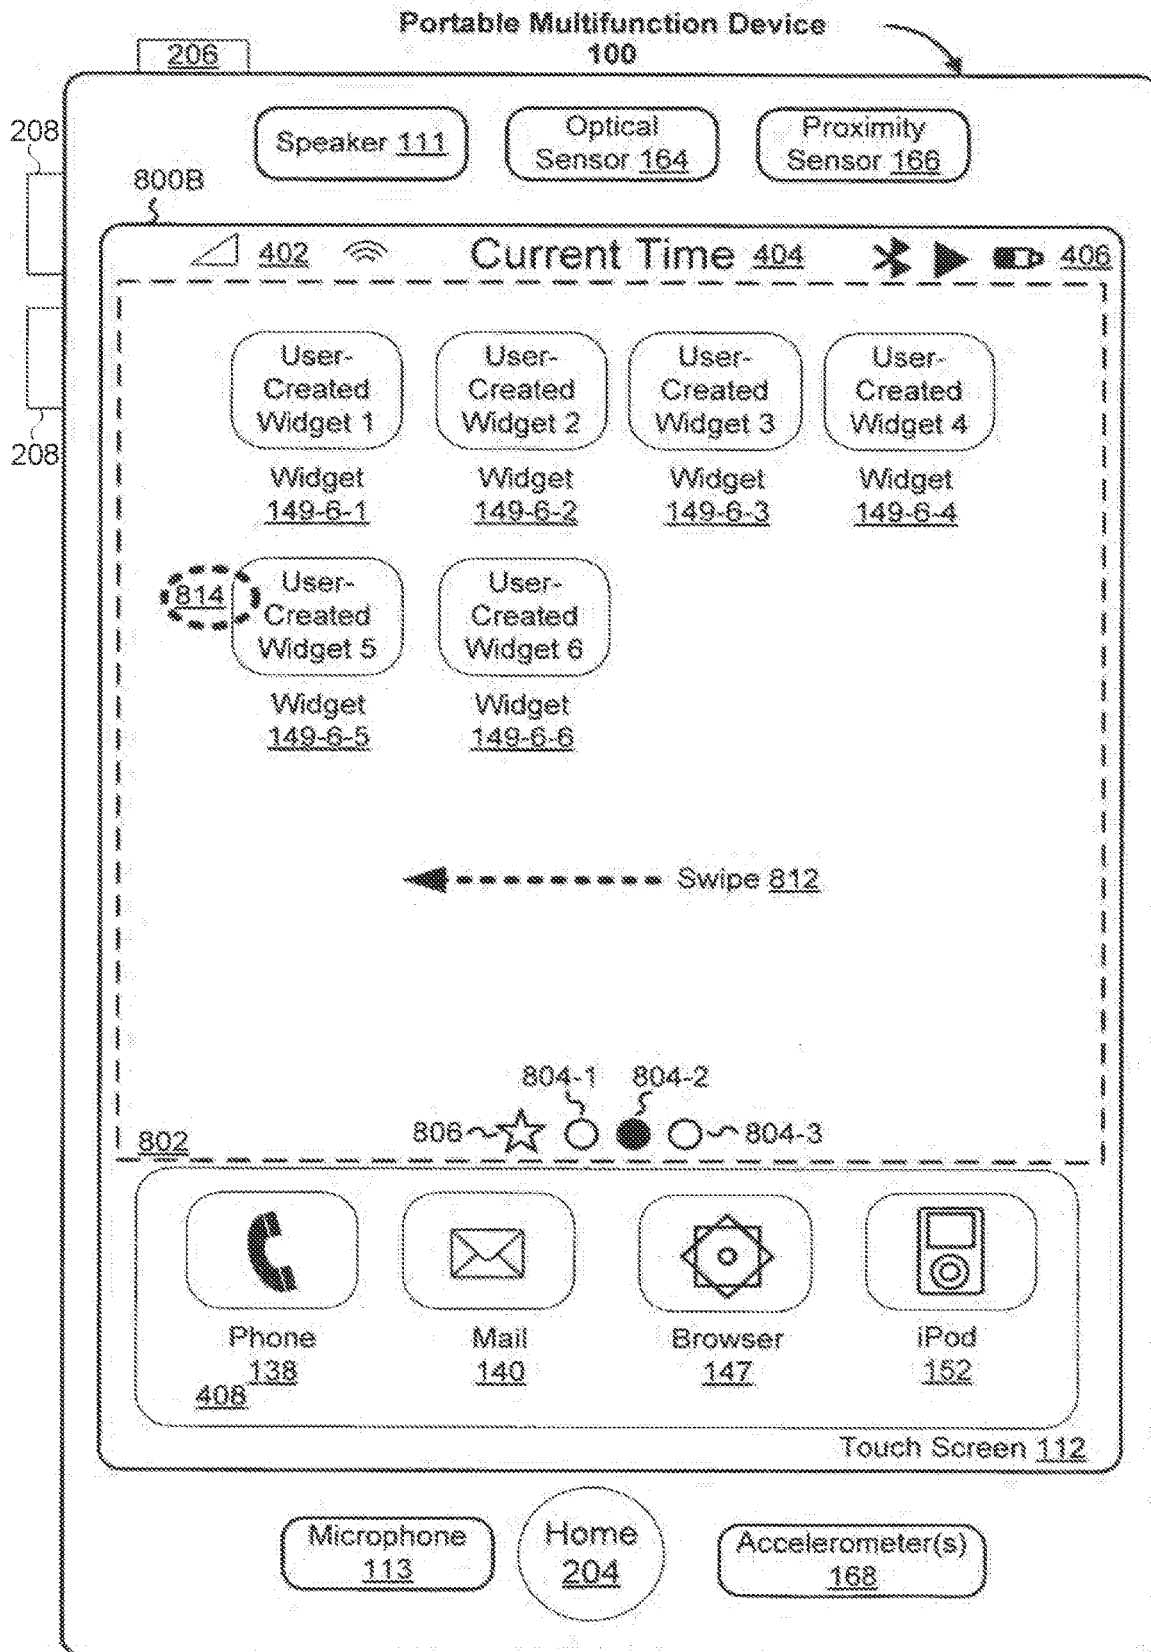 Portable Multifunction Device
100
206
208
Speaker 111
Optical
Sensor 164
Proximity
Sensor 166
800B
402
Current Time 404
406
208
User-
Created
Widget 1
User-
Created
Widget 2
User-
Created
Widget 3
User-
Created
Widget 4
Widget
149-6-1
Widget
149-6-2
Widget
149-6-3
Widget
149-6-4
814
User-
Created
Widget 5
User-
Created
Widget 6
Widget
149-6-5
Widget
149-6-6
Swipe 812
804-1
804-2
806
804-3
802
Phone
138
Mail
140
Browser
147
iPod
152
408
Touch Screen 112
Microphone
113
Home
204
Accelerometer(s)
168